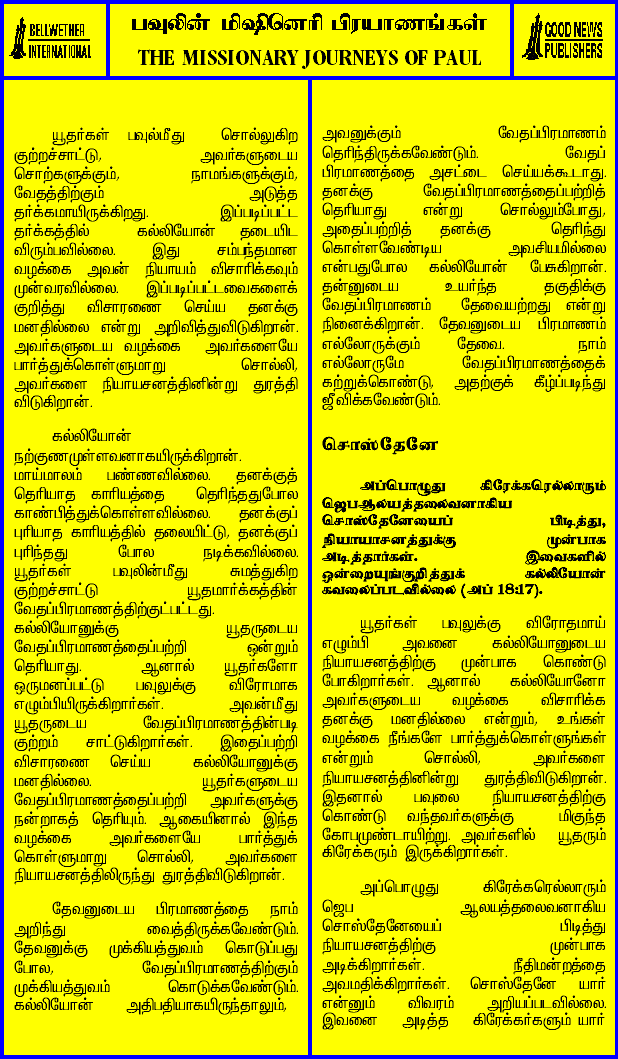 BELLWETHER
INTERNATIONAL
பவுலின் மிஷினெரி பிரயாணங்கள்
THE MISSIONARY JOURNEYS OF PAUL
GOOD NEWS
PUBLISHERS
யூதர்கள் பவுல்மீது சொல்லுகிற
குற்றச்சாட்டு, அவர்களுடைய
சொற்களுக்கும், நாமங்களுக்கும்,
வேதத்திற்கும் அடுத்த
தர்க்கமாயிருக்கிறது. இப்படிப்பட்ட
தர்க்கத்தில் கல்லியோன் தடையிட
விரும்பவில்லை. இது சம்பந்தமான
வழக்கை அவன் நியாயம் விசாரிக்கவும்
முன்வரவில்லை. இப்படிப்பட்டவைகளைக்
குறித்து விசாரணை செய்ய தனக்கு
மனதில்லை என்று அறிவித்துவிடுகிறான்.
அவர்களுடைய வழக்கை அவர்களையே
பார்த்துக்கொள்ளுமாறு சொல்லி,
அவர்களை நியாயசனத்தினின்று துரத்தி
விடுகிறான்.
கல்லியோன்
நற்குணமுள்ளவனாகயிருக்கிறான்.
மாய்மாலம் பண்ணவில்லை. தனக்குத்
தெரியாத காரியத்தை தெரிந்ததுபோல
காண்பித்துக்கொள்ளவில்லை. தனக்குப்
புரியாத காரியத்தில் தலையிட்டு, தனக்குப்
புரிந்தது போல நடிக்கவில்லை.
யூதர்கள் பவுலின்மீது சுமத்துகிற
குற்றச்சாட்டு யூதமார்க்கத்தின்
வேதப்பிரமாணத்திற்குட்பட்டது.
கல்லியோனுக்கு யூதருடைய
வேதப்பிரமாணத்தைப்பற்றி ஒன்றும்
தெரியாது. ஆனால் யூதர்களோ
ஒருமனப்பட்டு பவுலுக்கு விரோமாக
எழும்பியிருக்கிறார்கள். அவன்மீது
யூதருடைய வேதப்பிரமாணத்தின்படி
குற்றம் சாட்டுகிறார்கள். இதைப்பற்றி
விசாரணை செய்ய கல்லியோனுக்கு
மனதில்லை. யூதர்களுடைய
வேதப்பிரமாணத்தைப்பற்றி அவர்களுக்கு
நன்றாகத் தெரியும். ஆகையினால் இந்த
வழக்கை அவர்களையே பார்த்துக்
கொள்ளுமாறு சொல்லி, அவர்களை
நியாயசனத்திலிருந்து துரத்திவிடுகிறான்.
தேவனுடைய பிரமாணத்தை நாம்
அறிந்து வைத்திருக்கவேண்டும்.
தேவனுக்கு முக்கியத்துவம் கொடுப்பது
போல, வேதப்பிரமாணத்திற்கும்
முக்கியத்துவம் கொடுக்கவேண்டும்.
கல்லியோன் அதிபதியாகயிருந்தாலும்,
அவனுக்கும் வேதப்பிரமாணம்
தெரிந்திருக்கவேண்டும். வேதப்
பிரமாணத்தை அசட்டை செய்யக்கூடாது.
தனக்கு வேதப்பிரமாணத்தைப்பற்றித்
தெரியாது என்று சொல்லும்போது,
அதைப்பற்றித் தனக்கு தெரிந்து
கொள்ளவேண்டிய அவசியமில்லை
என்பதுபோல கல்லியோன் பேசுகிறான்.
தன்னுடைய உயர்ந்த தகுதிக்கு
வேதப்பிரமாணம் தேவையற்றது என்று
நினைக்கிறான். தேவனுடைய பிரமாணம்
எல்லோருக்கும் தேவை. நாம்
எல்லோருமே வேதப்பிரமாணத்தைக்
கற்றுக்கொண்டு, அதற்குக் கீழ்ப்படிந்து
ஜீவிக்கவேண்டும்.
சொஸ்தேனே
அப்பொழுது கிரேக்கரெல்லாரும்
ஜெபஆலயத்தலைவனாகிய
சொஸ்தேனேயைப் பிடித்து,
நியாயாசனத்துக்கு முன்பாக
அடித்தார்கள். இவைகளில்
ஒன்றையுங்குறித்துக் கல்லியோன்
கவலைப்படவில்லை (அப் 18:17).
யூதர்கள் பவுலுக்கு விரோதமாய்
எழும்பி அவனை கல்லியோனுடைய
நியாயசனத்திற்கு முன்பாக கொண்டு
போகிறார்கள். ஆனால் கல்லியோனோ
அவர்களுடைய வழக்கை விசாரிக்க
தனக்கு மனதில்லை என்றும், உங்கள்
வழக்கை நீங்களே பார்த்துக்கொள்ளுங்கள்
என்றும் சொல்லி, அவர்களை
நியாயசனத்தினின்று துரத்திவிடுகிறான்.
இதனால் பவுலை நியாயசனத்திற்கு
கொண்டு வந்தவர்களுக்கு மிகுந்த
கோபமுண்டாயிற்று. அவர்களில் யூதரும்
கிரேக்கரும் இருக்கிறார்கள்.
அப்பொழுது கிரேக்கரெல்லாரும்
ஜெப ஆலயத்தலைவனாகிய
சொஸ்தேனேயைப் பிடித்து
நியாயசனத்திற்கு முன்பாக
அடிக்கிறார்கள். நீதிமன்றத்தை
அவமதிக்கிறார்கள். சொஸ்தேனே யார்
என்னும் விவரம் அறியப்படவில்லை.
இவனை அடித்த கிரேக்கர்களும் யார்